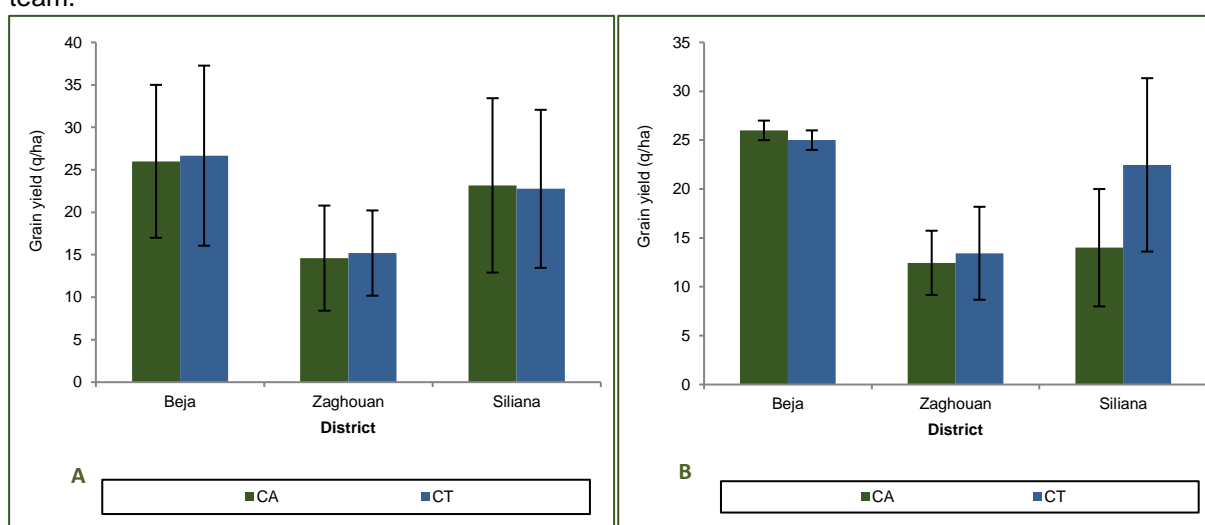 team.
40
35
30
25
20
15
10
5
0
Grain yield (q/ha)
Beja Zaghouan Siliana
District
A
CA CT
35
30
25
20
15
10
5
0
Grain yield (q/ha)
Beja Zaghouan Siliana
District
B
CA CT